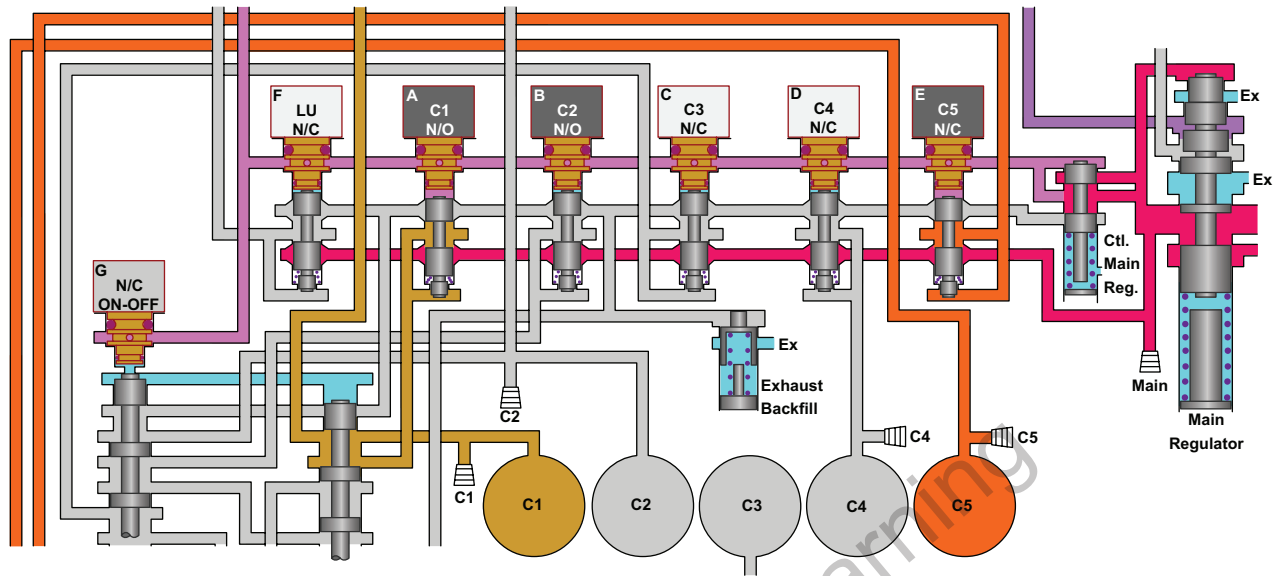 F
LU
N/C
A
C1
N/O
B
C2
N/O
C
C3
N/C
D
C4
N/C
E
C5
N/C
Ex
Ex
Ctl.
Main
Reg.
G
N/C
ON-OFF
Ex
Exhaust
Backfill
Main
Main
Regulator
C2
C4
C5
C1
C1
C2
C3
C4
C5